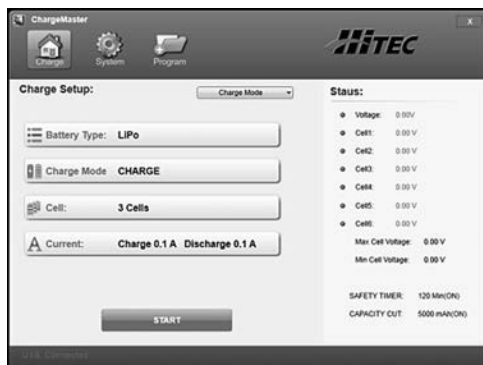 ChargeMaster
X
Charge System Program
HiTEC
Charge Setup:
Charge Mode
Staus:
Battery Type: LiPo
Charge Mode CHARGE
Cell: 3 Cells
A Current: Charge 0.1 A Discharge 0.1 A
START
Voltage: 0.00V
Cell1: 0.00 V
Cell2: 0.00 V
Cell3: 0.00 V
Cell4: 0.00 V
Cell5: 0.00 V
Cell6: 0.00 V
Max Cell Voltage: 0.00 V
Min Cell Voltage: 0.00 V
SAFETY TIMER: 120 Min(ON)
CAPACITY CUT: 5000 mAh(ON)
USB Connected